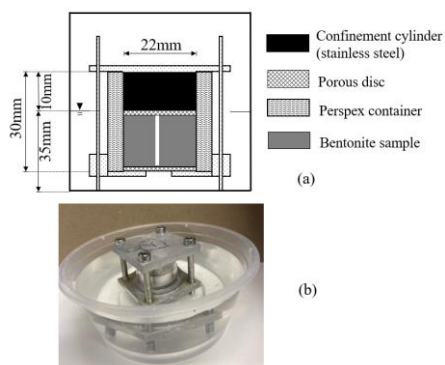 (a)
22mm
10mm
30mm
35mm
Confinement cylinder
(stainless steel)
Porous disc
Perspex container
Bentonite sample
(b)